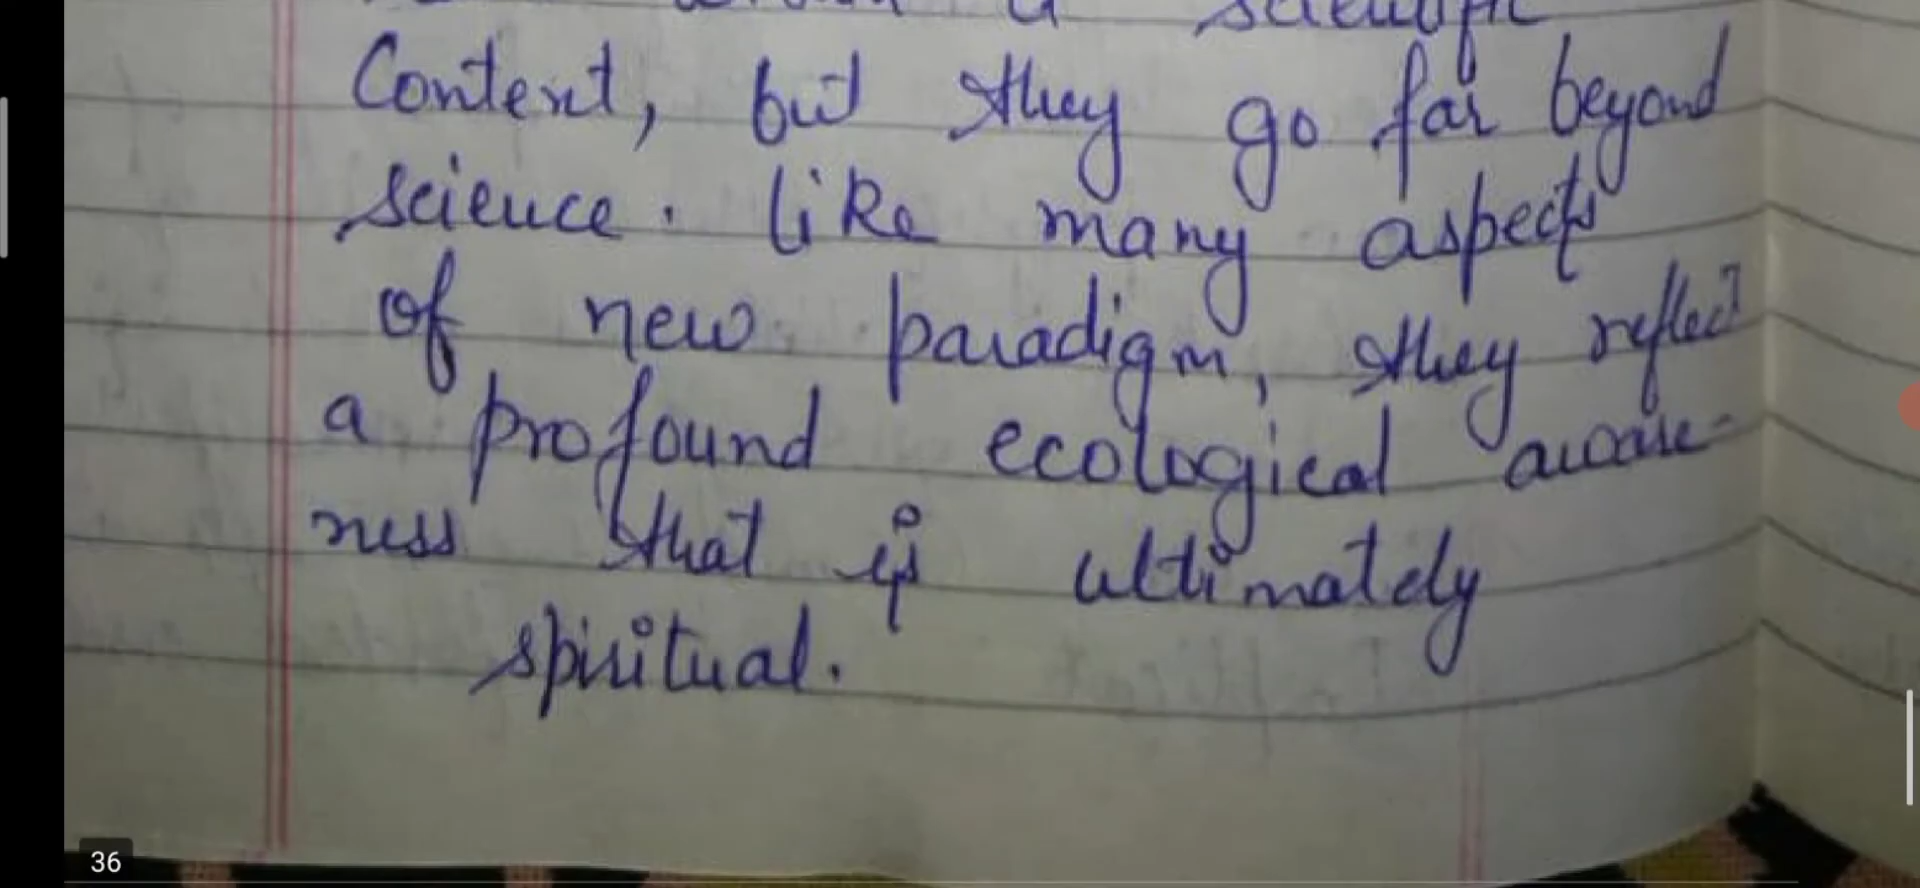 a scientific
Content, but they go far beyond
science. like many aspects
of new paradigm, they reflect
a profound ecological aware-
ness that is ultimately
spiritual.
36